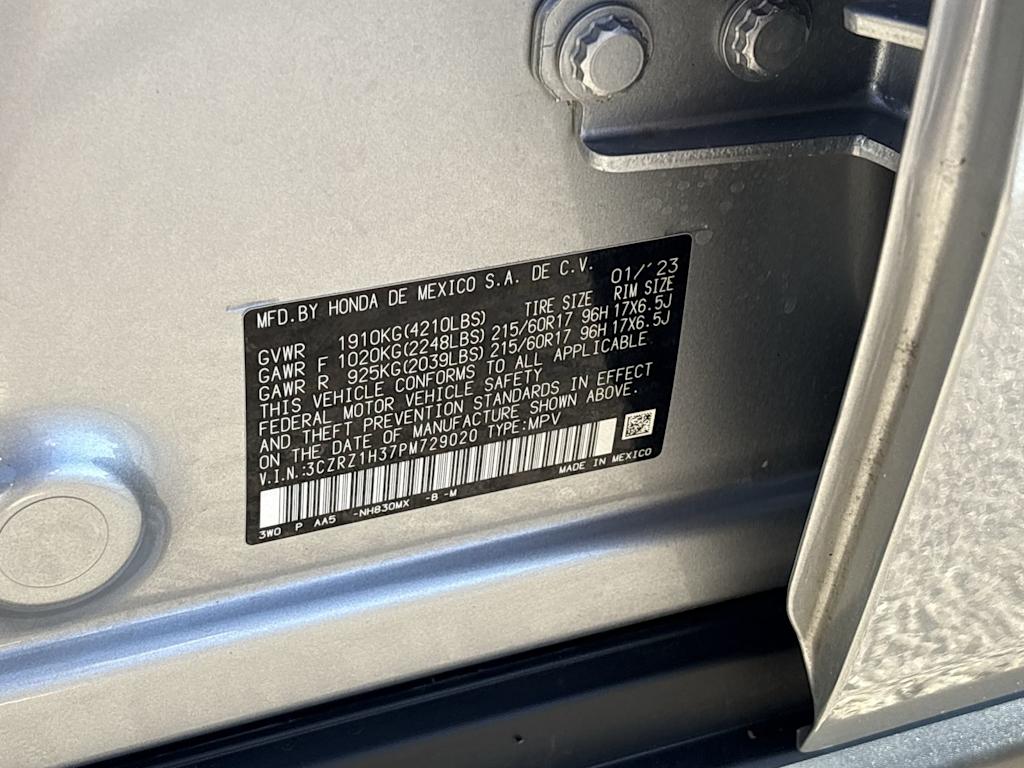 MFD.BY HONDA DE MEXICO S.A. DE C.V. 01/'23
TIRE SIZE RIM SIZE
GVWR 1910KG(4210LBS)
GAWR F 1020KG(2248LBS) 215/60R17 96H 17X6.5J
GAWR R 925KG(2039LBS) 215/60R17 96H 17X6.5J
THIS VEHICLE CONFORMS TO ALL APPLICABLE
FEDERAL MOTOR VEHICLE SAFETY
AND THEFT PREVENTION STANDARDS IN EFFECT
ON THE DATE OF MANUFACTURE SHOWN ABOVE.
V.I.N.:3CZRZ1H37PM729020 TYPE:MPV
MADE IN MEXICO
3W0 P AA5 -NH830MX -B -M